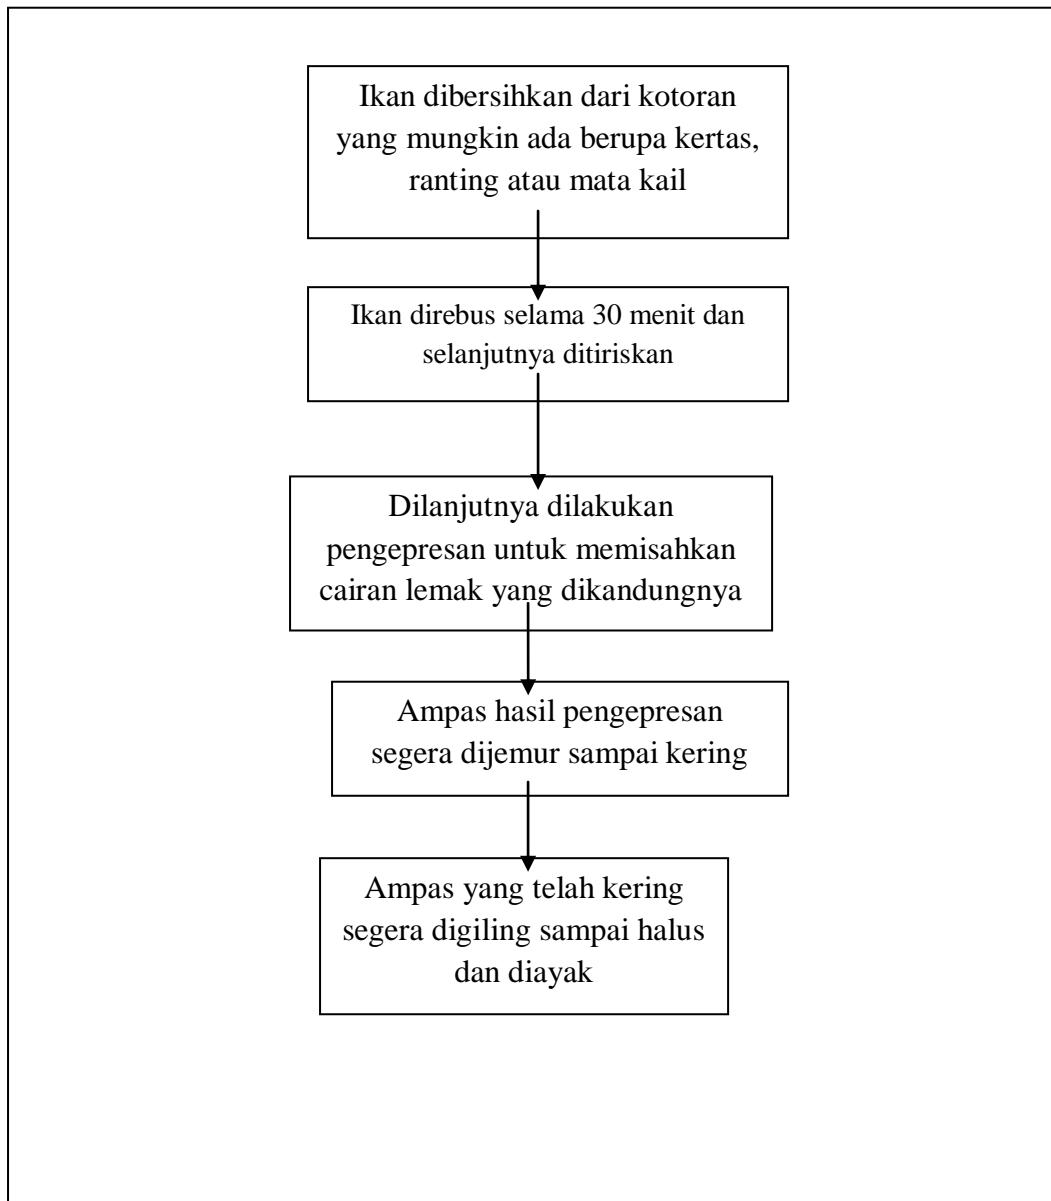 Ikan dibersihkan dari kotoran
yang mungkin ada berupa kertas,
ranting atau mata kail
Ikan direbus selama 30 menit dan
selanjutnya ditiriskan
Dilanjutnya dilakukan
pengepresan untuk memisahkan
cairan lemak yang dikandungnya
Ampas hasil pengepresan
segera dijemur sampai kering
Ampas yang telah kering
segera digiling sampai halus
dan diayak